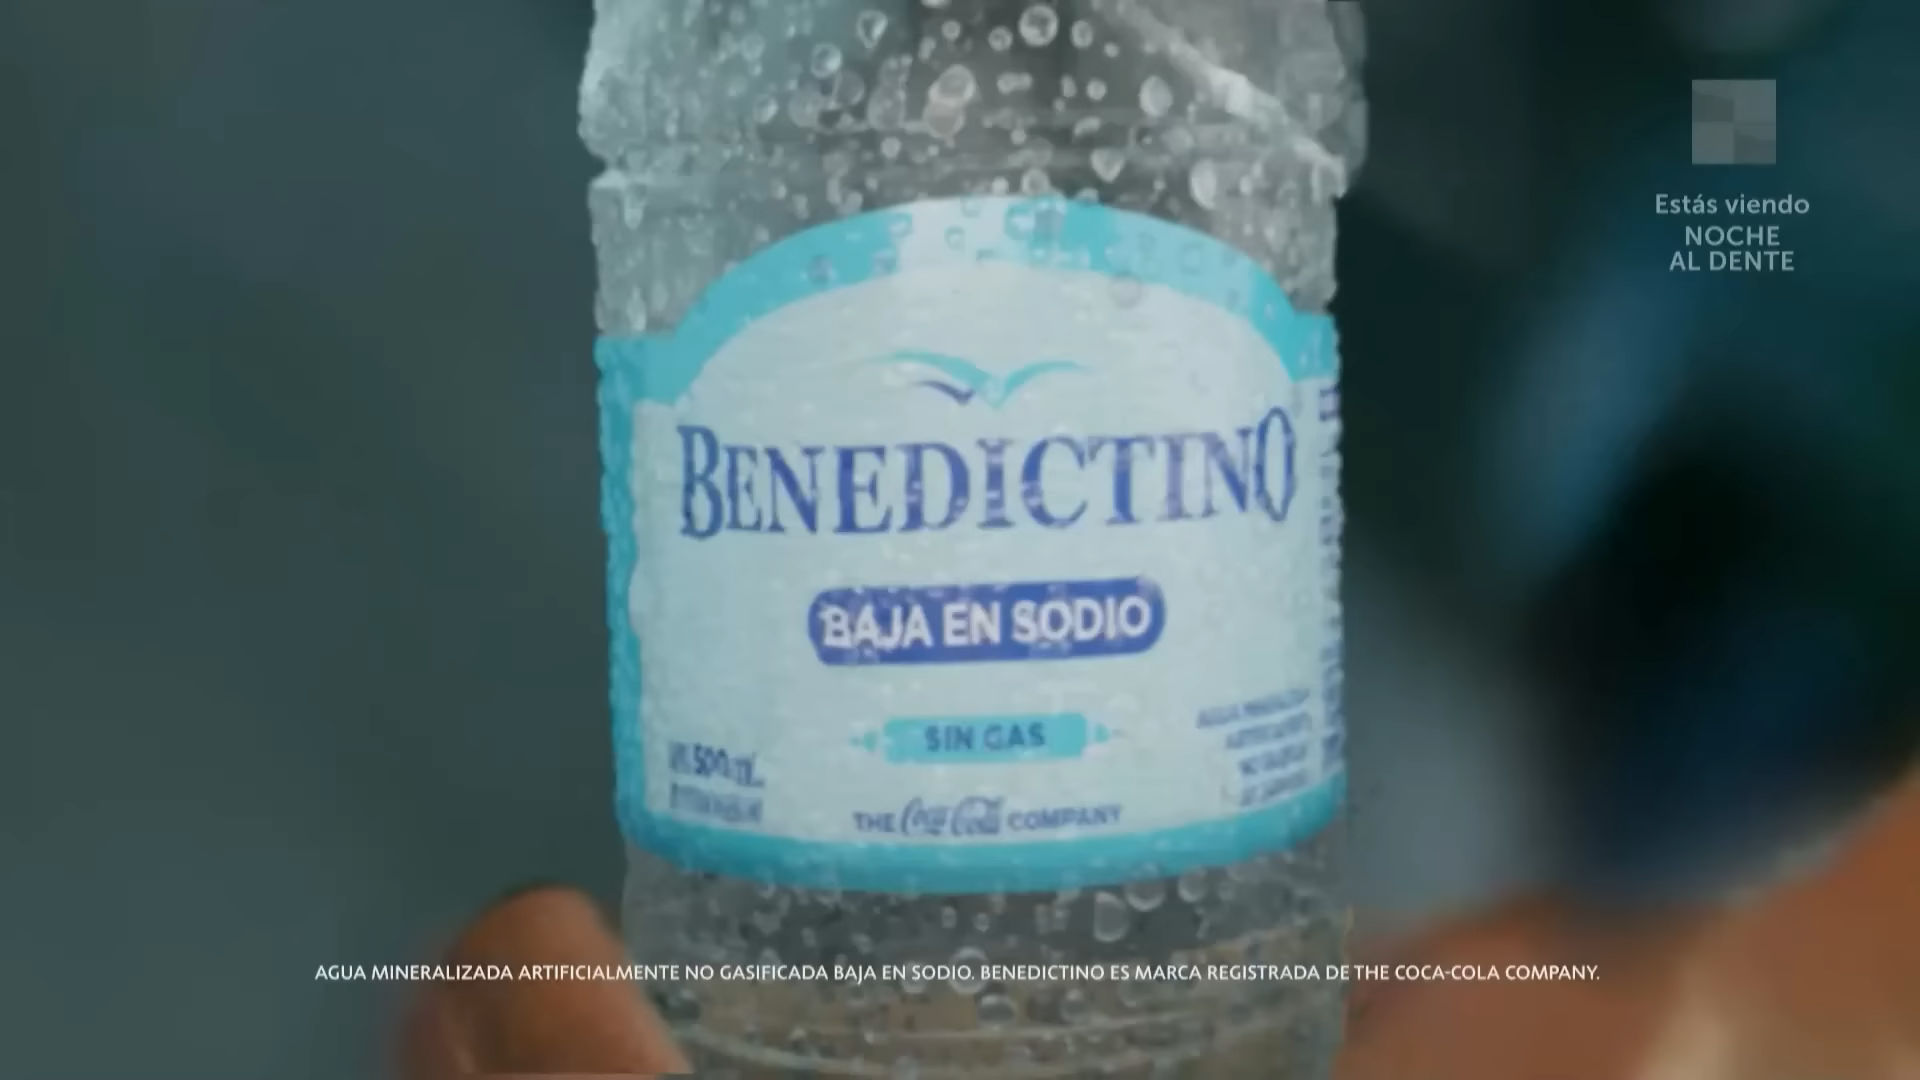 Estás viendo
NOCHE
AL DENTE
BENEDICTINO
BAJA EN SODIO
SIN GAS
500
THE Coca-Cola COMPANY
AGUA MINERALIZADA ARTIFICIALMENTE NO GASIFICADA BAJA EN SODIO. BENEDICTINO ES MARCA REGISTRADA DE THE COCA-COLA COMPANY.